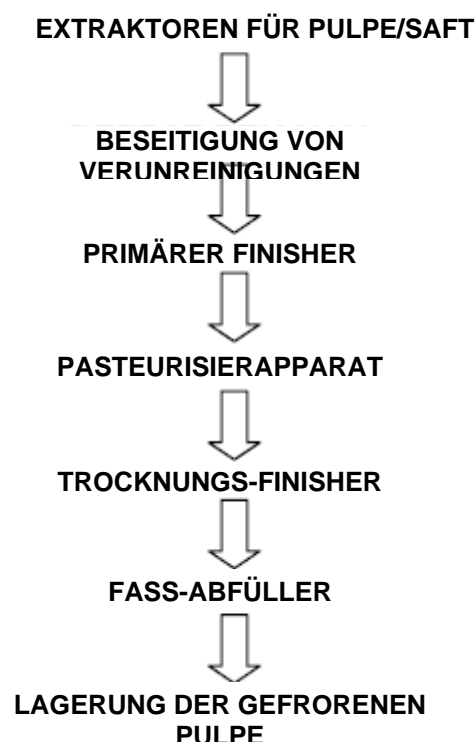 EXTRAKTOREN FÜR PULPE/SAFT
BESEITIGUNG VON
VERUNREINIGUNGEN
PRIMÄRER FINISHER
PASTEURISIERAPPARAT
TROCKNUNGS-FINISHER
FASS-ABFÜLLER
LAGERUNG DER GEFRORENEN
PULPE